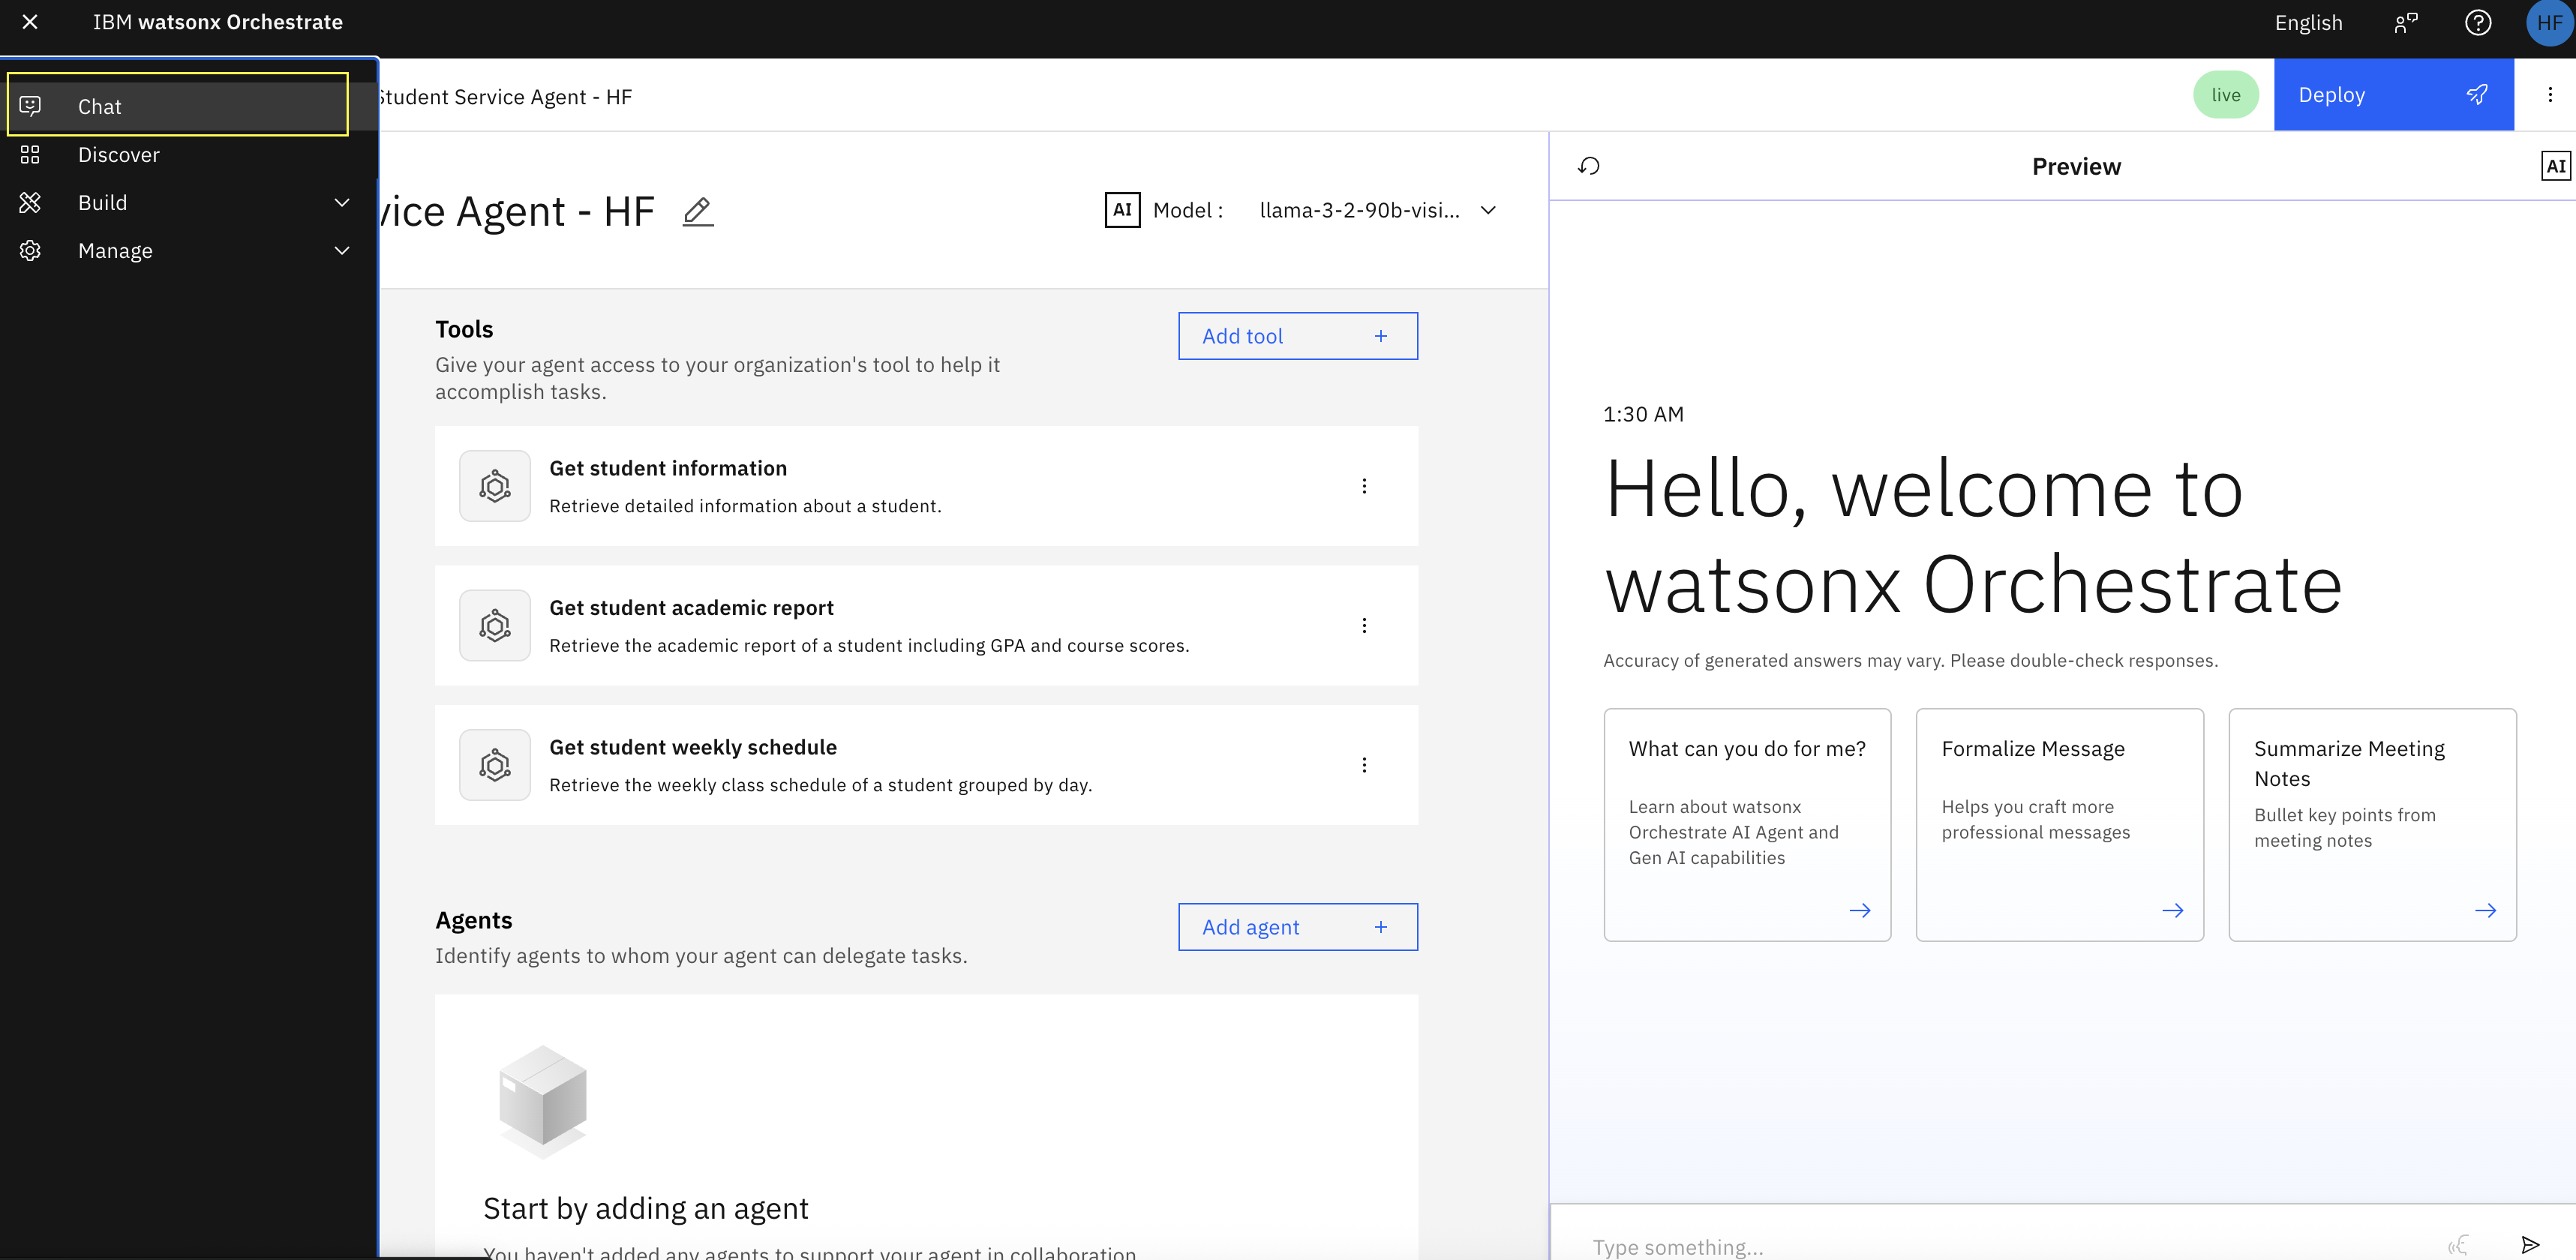 IBM watsonx Orchestrate
English
HF
Chat
Discover
Build
Manage
Student Service Agent - HF
live
Deploy
vice Agent - HF
AI Model : llama-3-2-90b-visi...
Tools
Give your agent access to your organization's tool to help it
accomplish tasks.
Add tool +
Get student information
Retrieve detailed information about a student.
Get student academic report
Retrieve the academic report of a student including GPA and course scores.
Get student weekly schedule
Retrieve the weekly class schedule of a student grouped by day.
Agents
Identify agents to whom your agent can delegate tasks.
Add agent +
Start by adding an agent
You haven't added any agents to support your agent in collaboration
Preview
AI
1:30 AM
Hello, welcome to
watsonx Orchestrate
Accuracy of generated answers may vary. Please double-check responses.
What can you do for me?
Learn about watsonx
Orchestrate AI Agent and
Gen AI capabilities
Formalize Message
Helps you craft more
professional messages
Summarize Meeting
Notes
Bullet key points from
meeting notes
Type something...